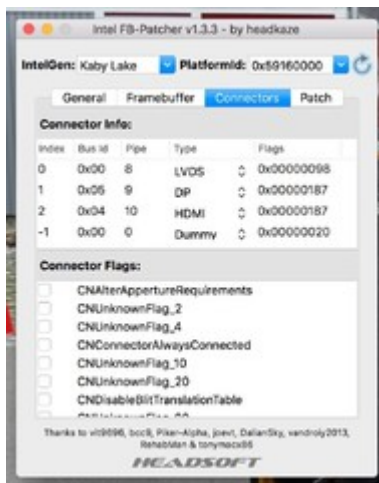 Intel FB-Patcher v1.3.3 - by headkaze
IntelGen: Kaby Lake PlatformId: 0x59160000
General Framebuffer Connectors Patch
Connector Info:
Index Bus Id Pipe Type Flags
0 0x00 8 LVDS 0x00000098
1 0x05 9 DP 0x00000187
2 0x04 10 HDMI 0x00000187
-1 0x00 0 Dummy 0x00000020
Connector Flags:
CNAlterAppertureRequirements
CNUnknownFlag_2
CNUnknownFlag_4
CNConnectorAlwaysConnected
CNUnknownFlag_10
CNUnknownFlag_20
CNDisableBlitTranslationTable
Thanks to vit9696, bcc9, Piker-Alpha, joevt, DalianSky, vandroiy2013,
RehabMan & tonymacx86
HEADSOFT